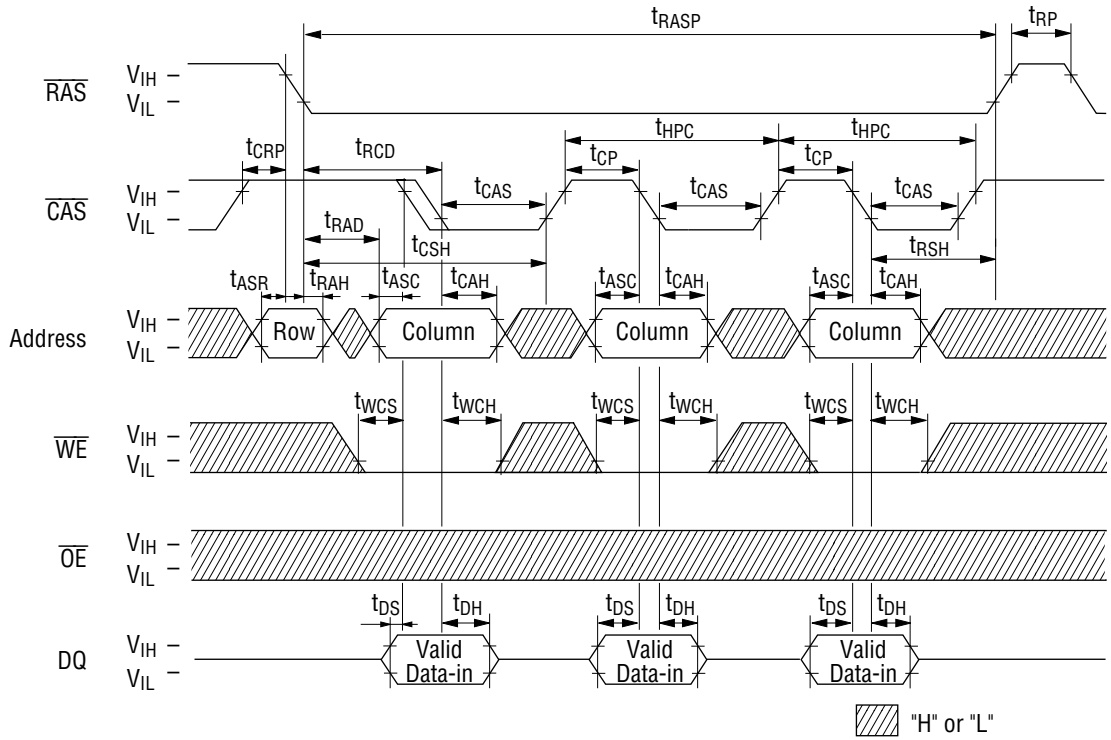 tRASP tRP
RAS VIH VIL
tHPC tHPC
tCRP tRCD tCP tCP
CAS VIH VIL
tCAS tCAS tCAS
tRAD tCSH tRSH
tASR tRAH tASC tCAH tASC tCAH tASC tCAH
Address VIH VIL
Row Column Column Column
tWCS tWCH tWCS tWCH tWCS tWCH
WE VIH VIL
OE VIH VIL
tDS tDH tDS tDH tDS tDH
DQ VIH VIL
Valid Data-in Valid Data-in Valid Data-in
"H" or "L"